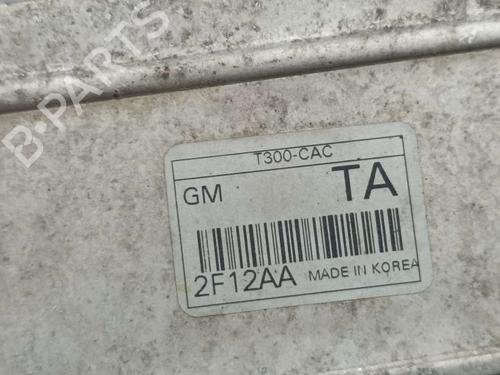 B-PARTS
T300-CAC
GM TA
2F12AA MADE IN KOREA